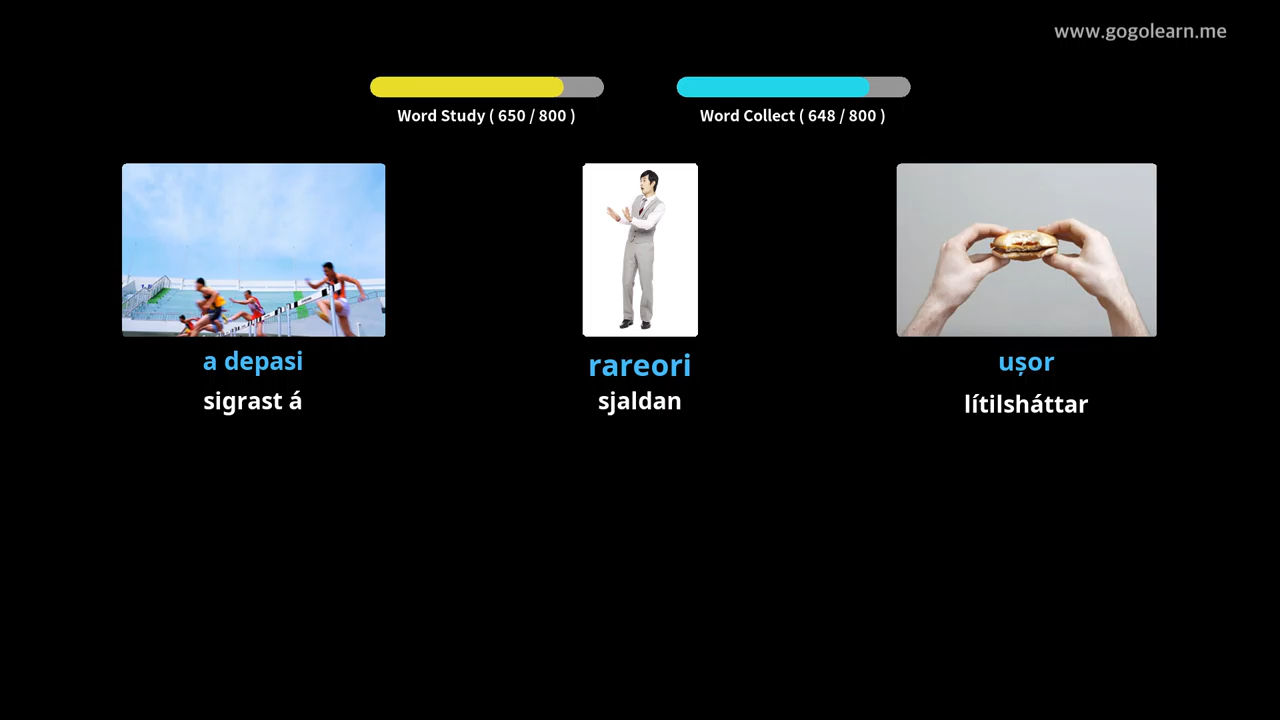 www.gogolearn.me
Word Study ( 650 / 800 )
Word Collect ( 648 / 800 )
a depasi
sigrast á
rareori
sjaldan
ușor
lítilsháttar